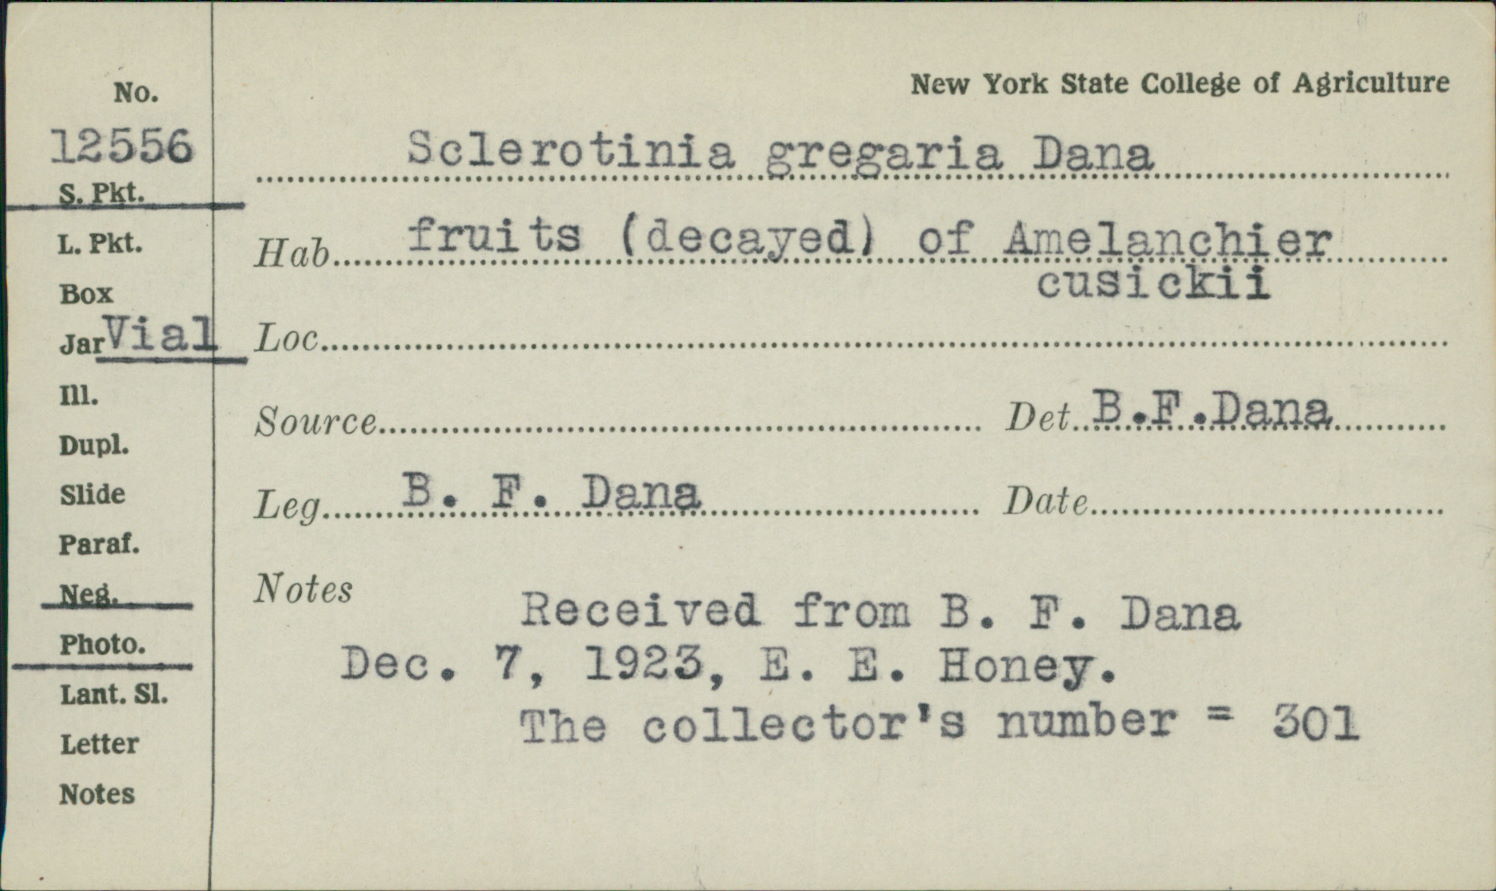 New York State College of Agriculture
No.
12556
S. Pkt.
L. Pkt.
Box
Jar Vial
Ill.
Dupl.
Slide
Paraf.
Neg.
Photo.
Lant. Sl.
Letter
Notes
Sclerotinia gregaria Dana
Hab. fruits (decayed) of Amelanchier
cusickii
Loc.
Source Det. B.F.Dana
Leg. B. F. Dana Date
Notes
Received from B. F. Dana
Dec. 7, 1923, E. E. Honey.
The collector's number = 301